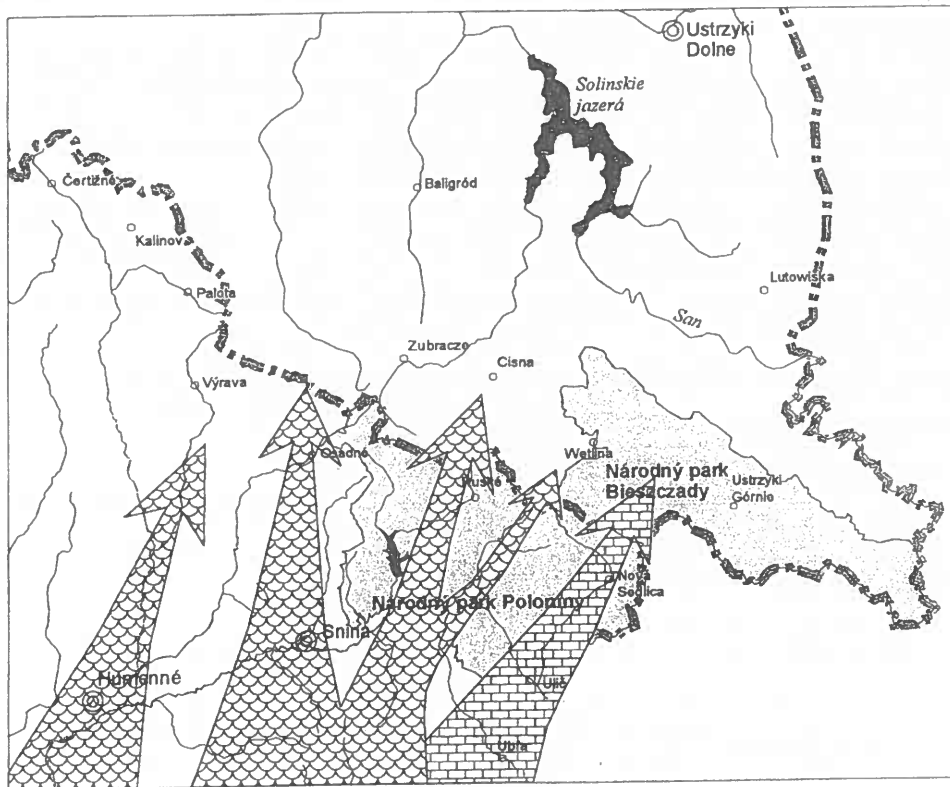 Ustrzyki
Dolne
Solinskie
jazerá
Čertižné
Baligród
Kalinov
Palota
Lutowiska
San
Zubracze
Cisna
Výrava
Osadné
Wetlina
Národný park
Bieszczady
Ustrzyki
Górnie
Ruské
Nová
Sedlica
Národný park Poloniny
Snina
Humenné
Ulič
Ubľa